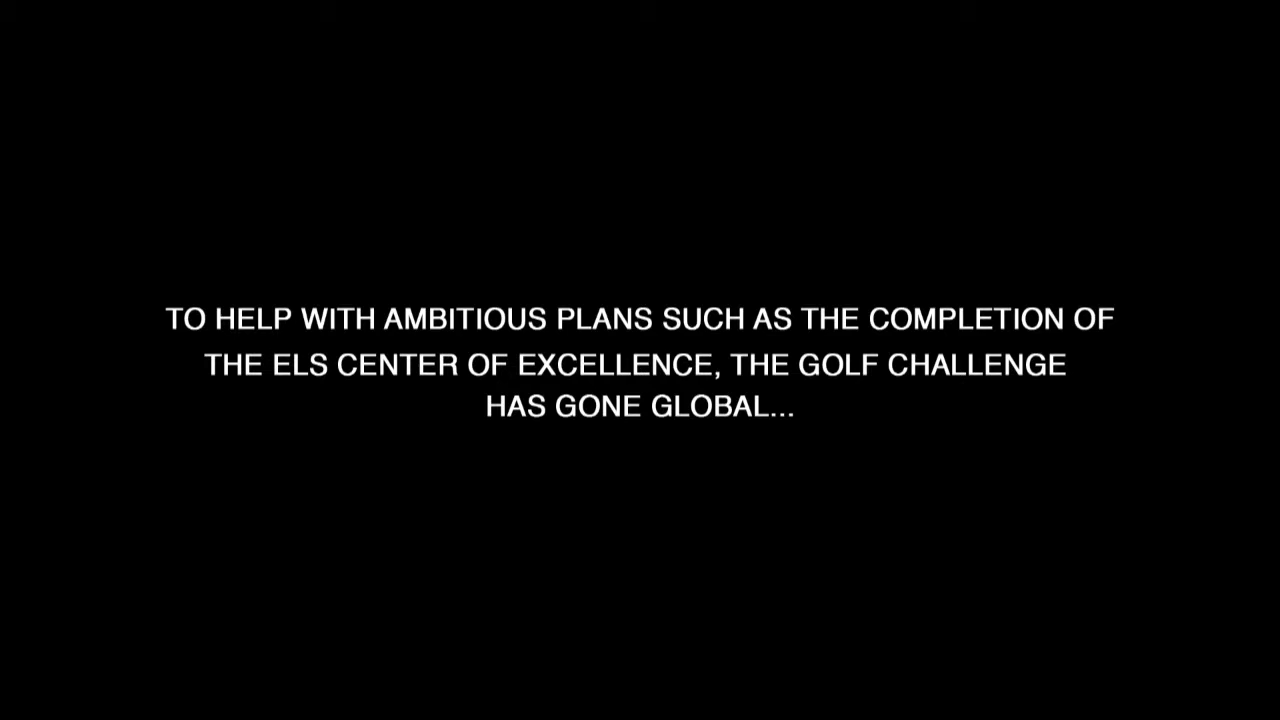 TO HELP WITH AMBITIOUS PLANS SUCH AS THE COMPLETION OF
THE ELS CENTER OF EXCELLENCE, THE GOLF CHALLENGE
HAS GONE GLOBAL...